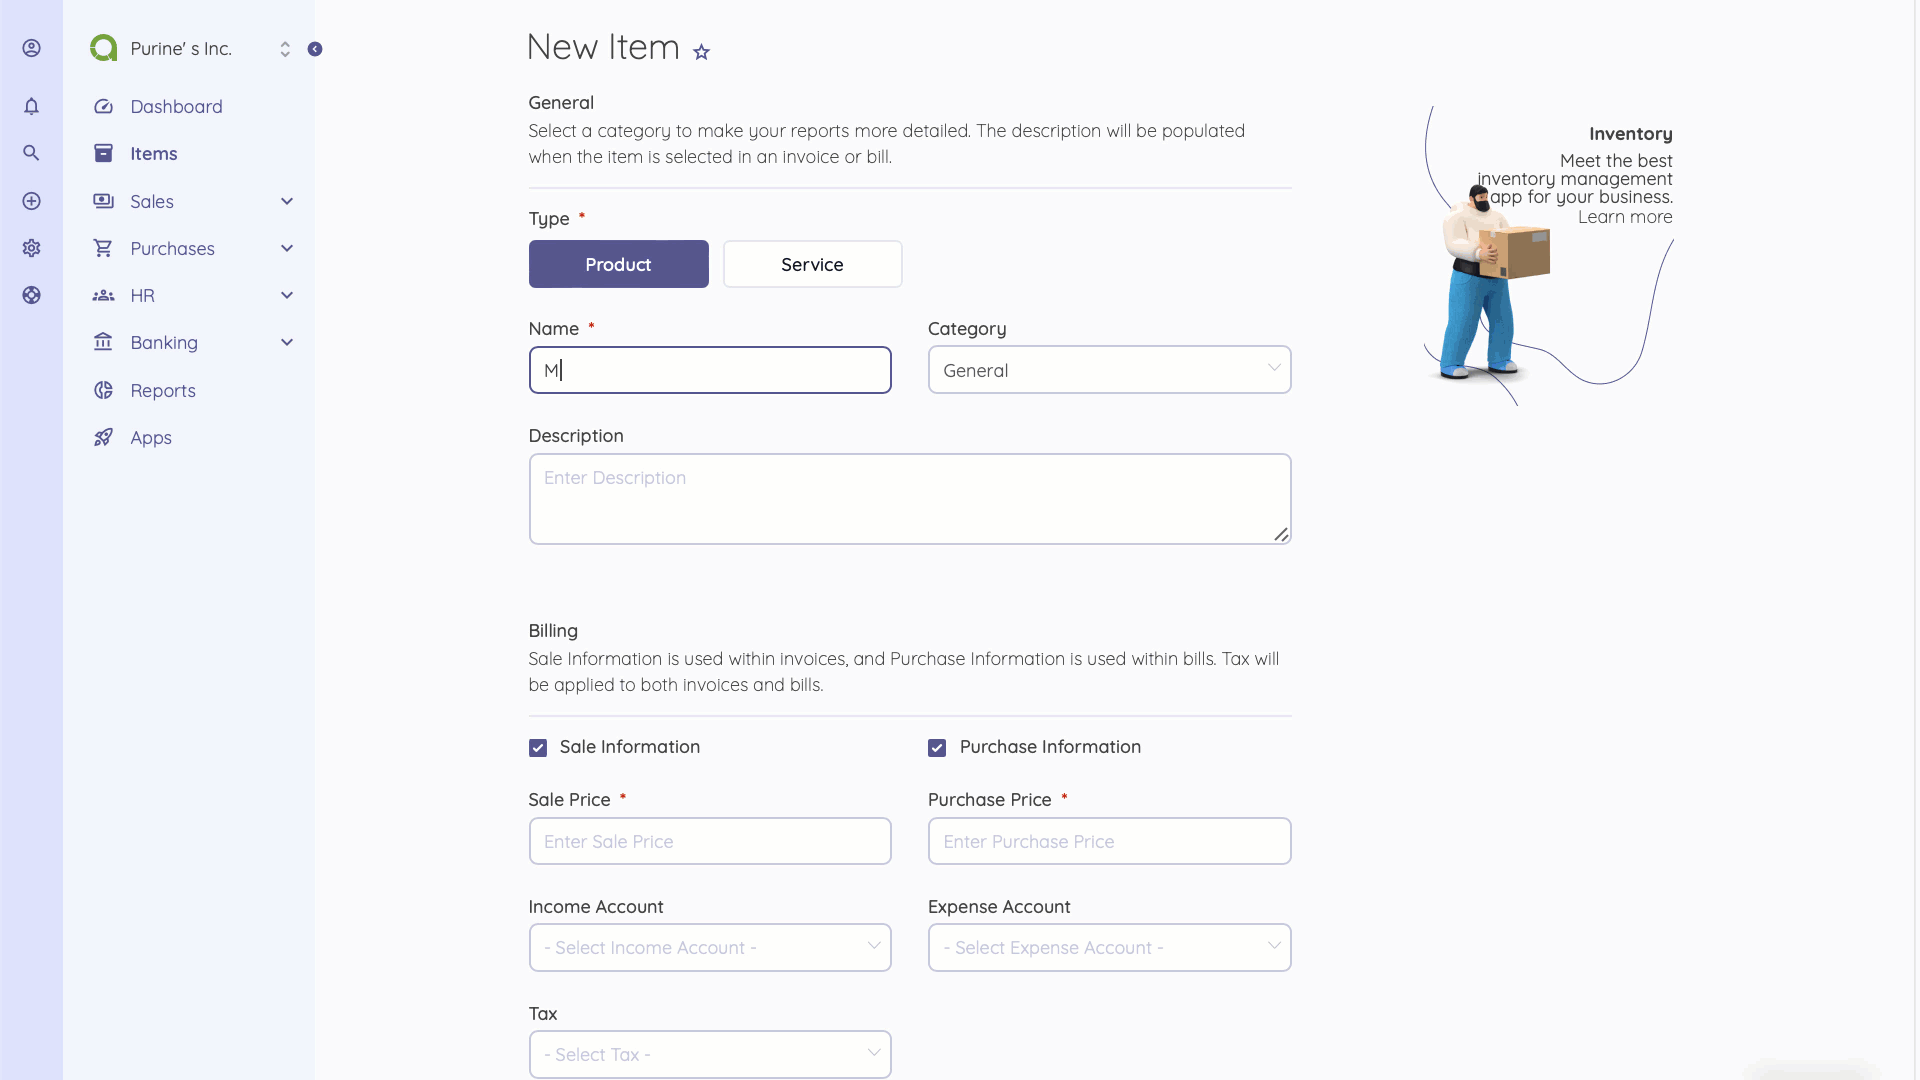 Purine' s Inc.
Dashboard
Items
Sales
Purchases
HR
Banking
Reports
Apps
New Item
General
Select a category to make your reports more detailed. The description will be populated
when the item is selected in an invoice or bill.
Type *
Product
Service
Name *
Category
M
General
Description
Enter Description
Billing
Sale Information is used within invoices, and Purchase Information is used within bills. Tax will
be applied to both invoices and bills.
Sale Information
Purchase Information
Sale Price *
Purchase Price *
Enter Sale Price
Enter Purchase Price
Income Account
Expense Account
- Select Income Account -
- Select Expense Account -
Tax
- Select Tax -
Inventory
Meet the best
inventory management
app for your business.
Learn more